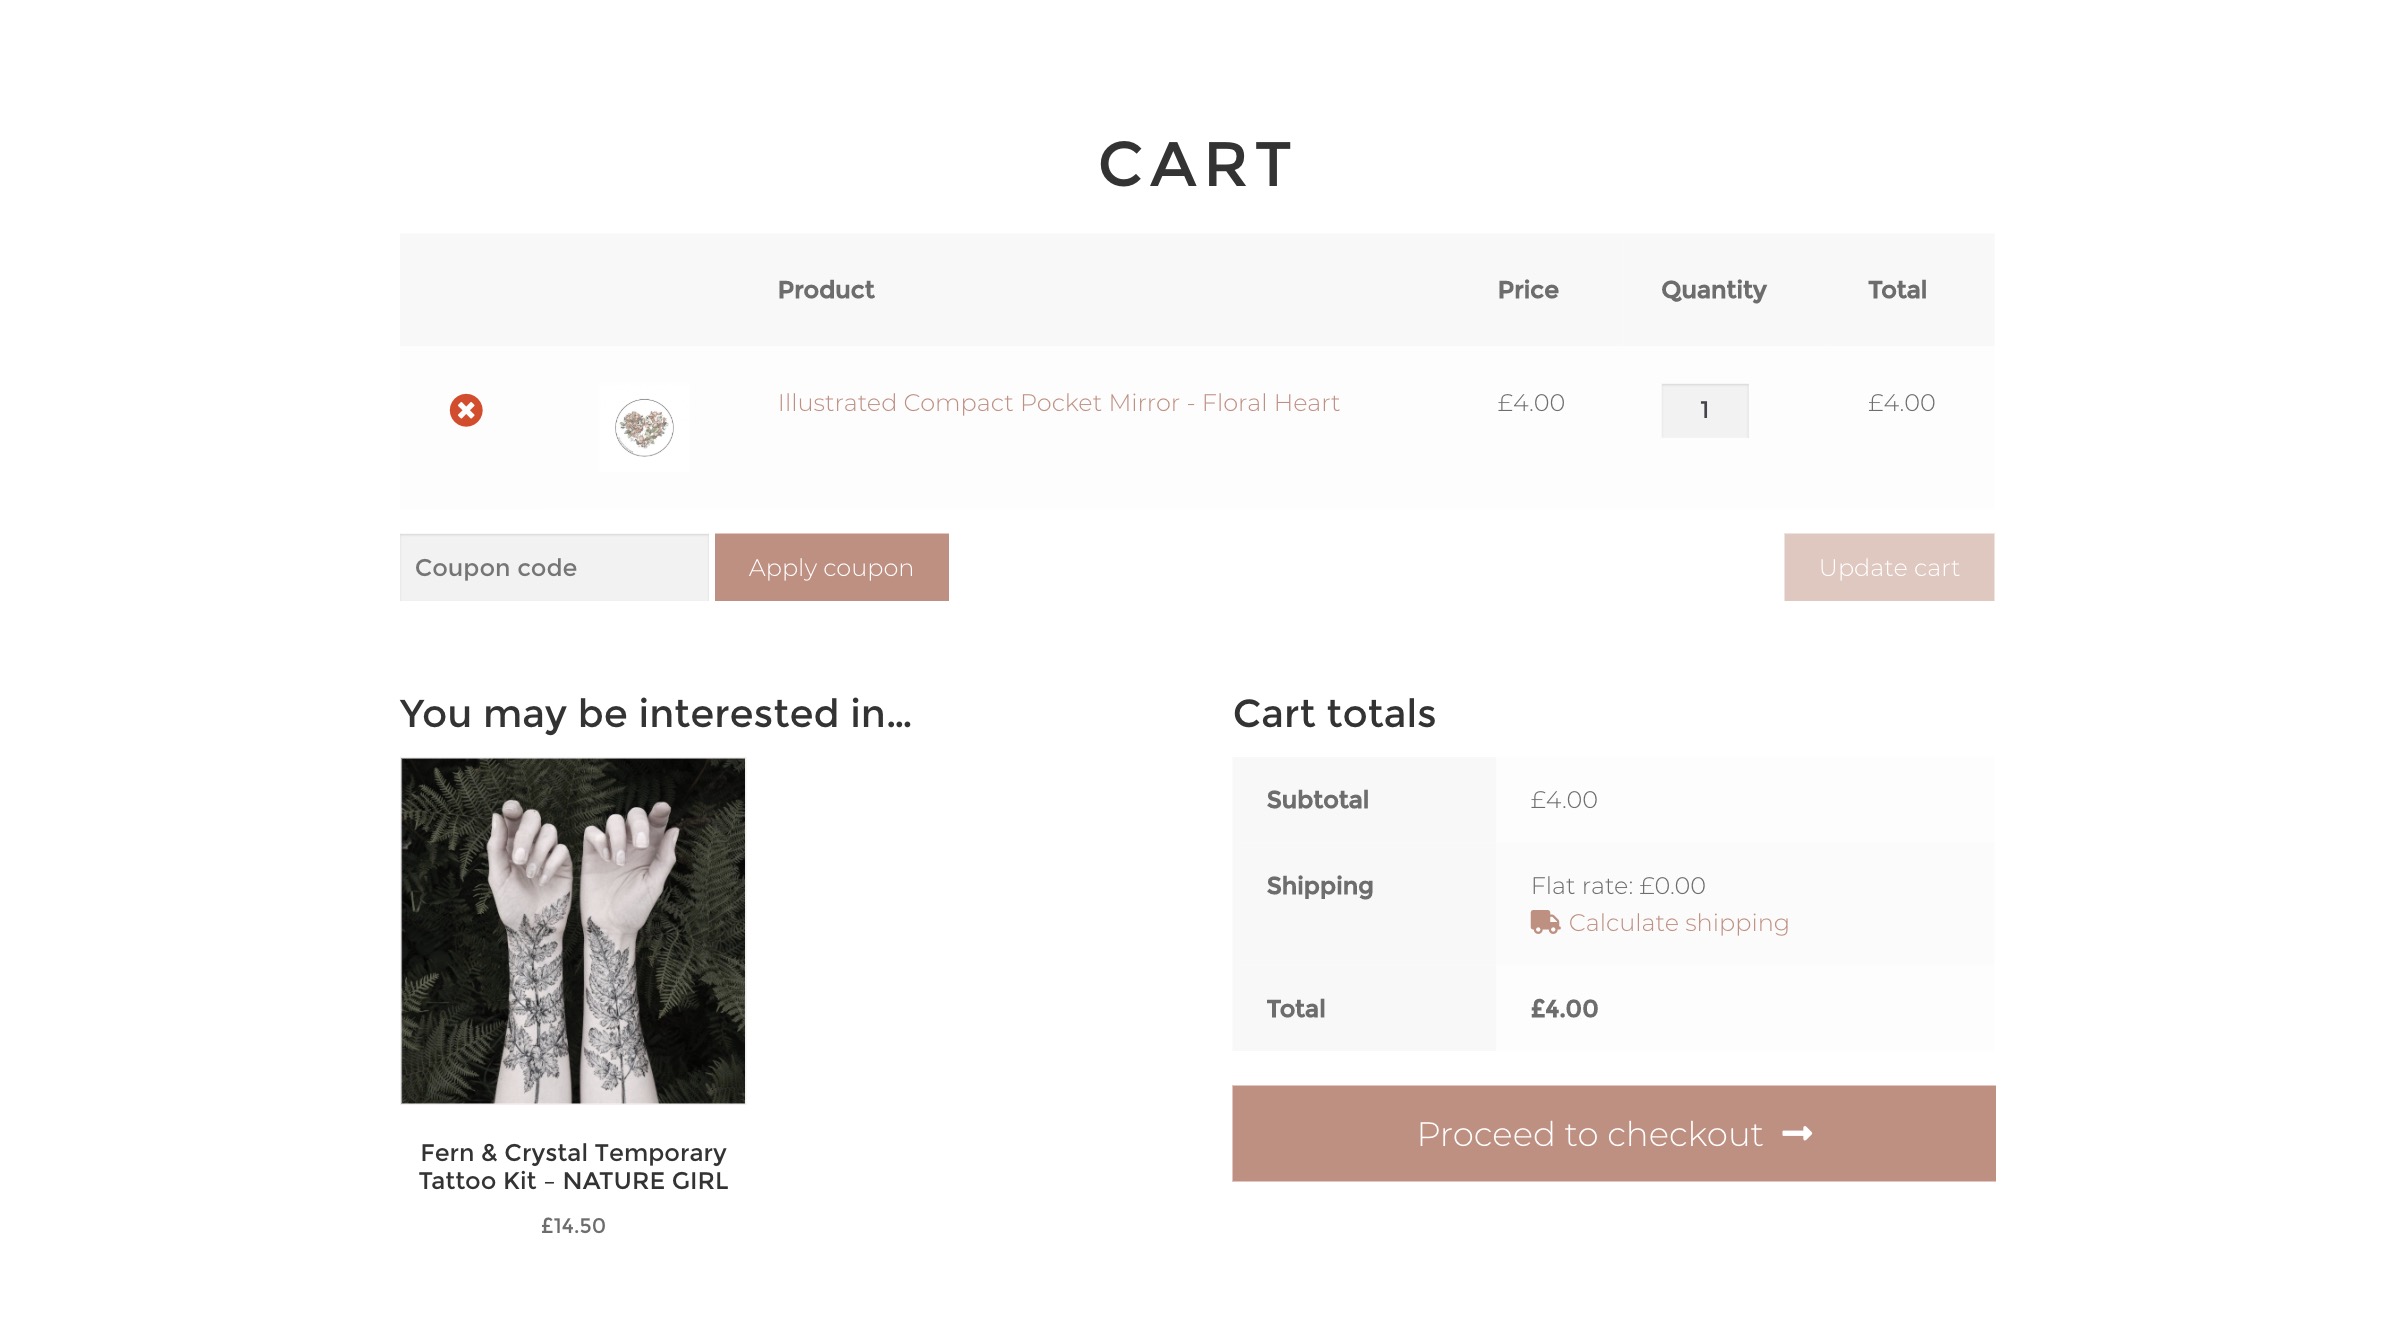 CART
Product Price Quantity Total
Illustrated Compact Pocket Mirror - Floral Heart £4.00 1 £4.00
Coupon code Apply coupon Update cart
You may be interested in...
Fern & Crystal Temporary
Tattoo Kit – NATURE GIRL
£14.50
Cart totals
Subtotal £4.00
Shipping Flat rate: £0.00
Calculate shipping
Total £4.00
Proceed to checkout